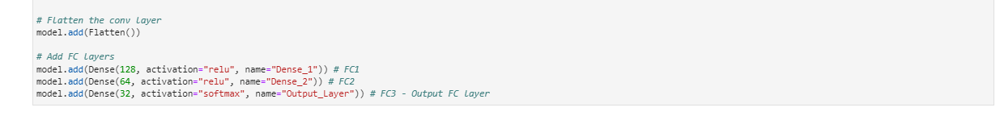 # Flatten the conv layer
model.add(Flatten())
# Add FC layers
model.add(Dense(128, activation="relu", name="Dense_1")) # FC1
model.add(Dense(64, activation="relu", name="Dense_2")) # FC2
model.add(Dense(32, activation="softmax", name="Output_Layer")) # FC3 - Output FC layer